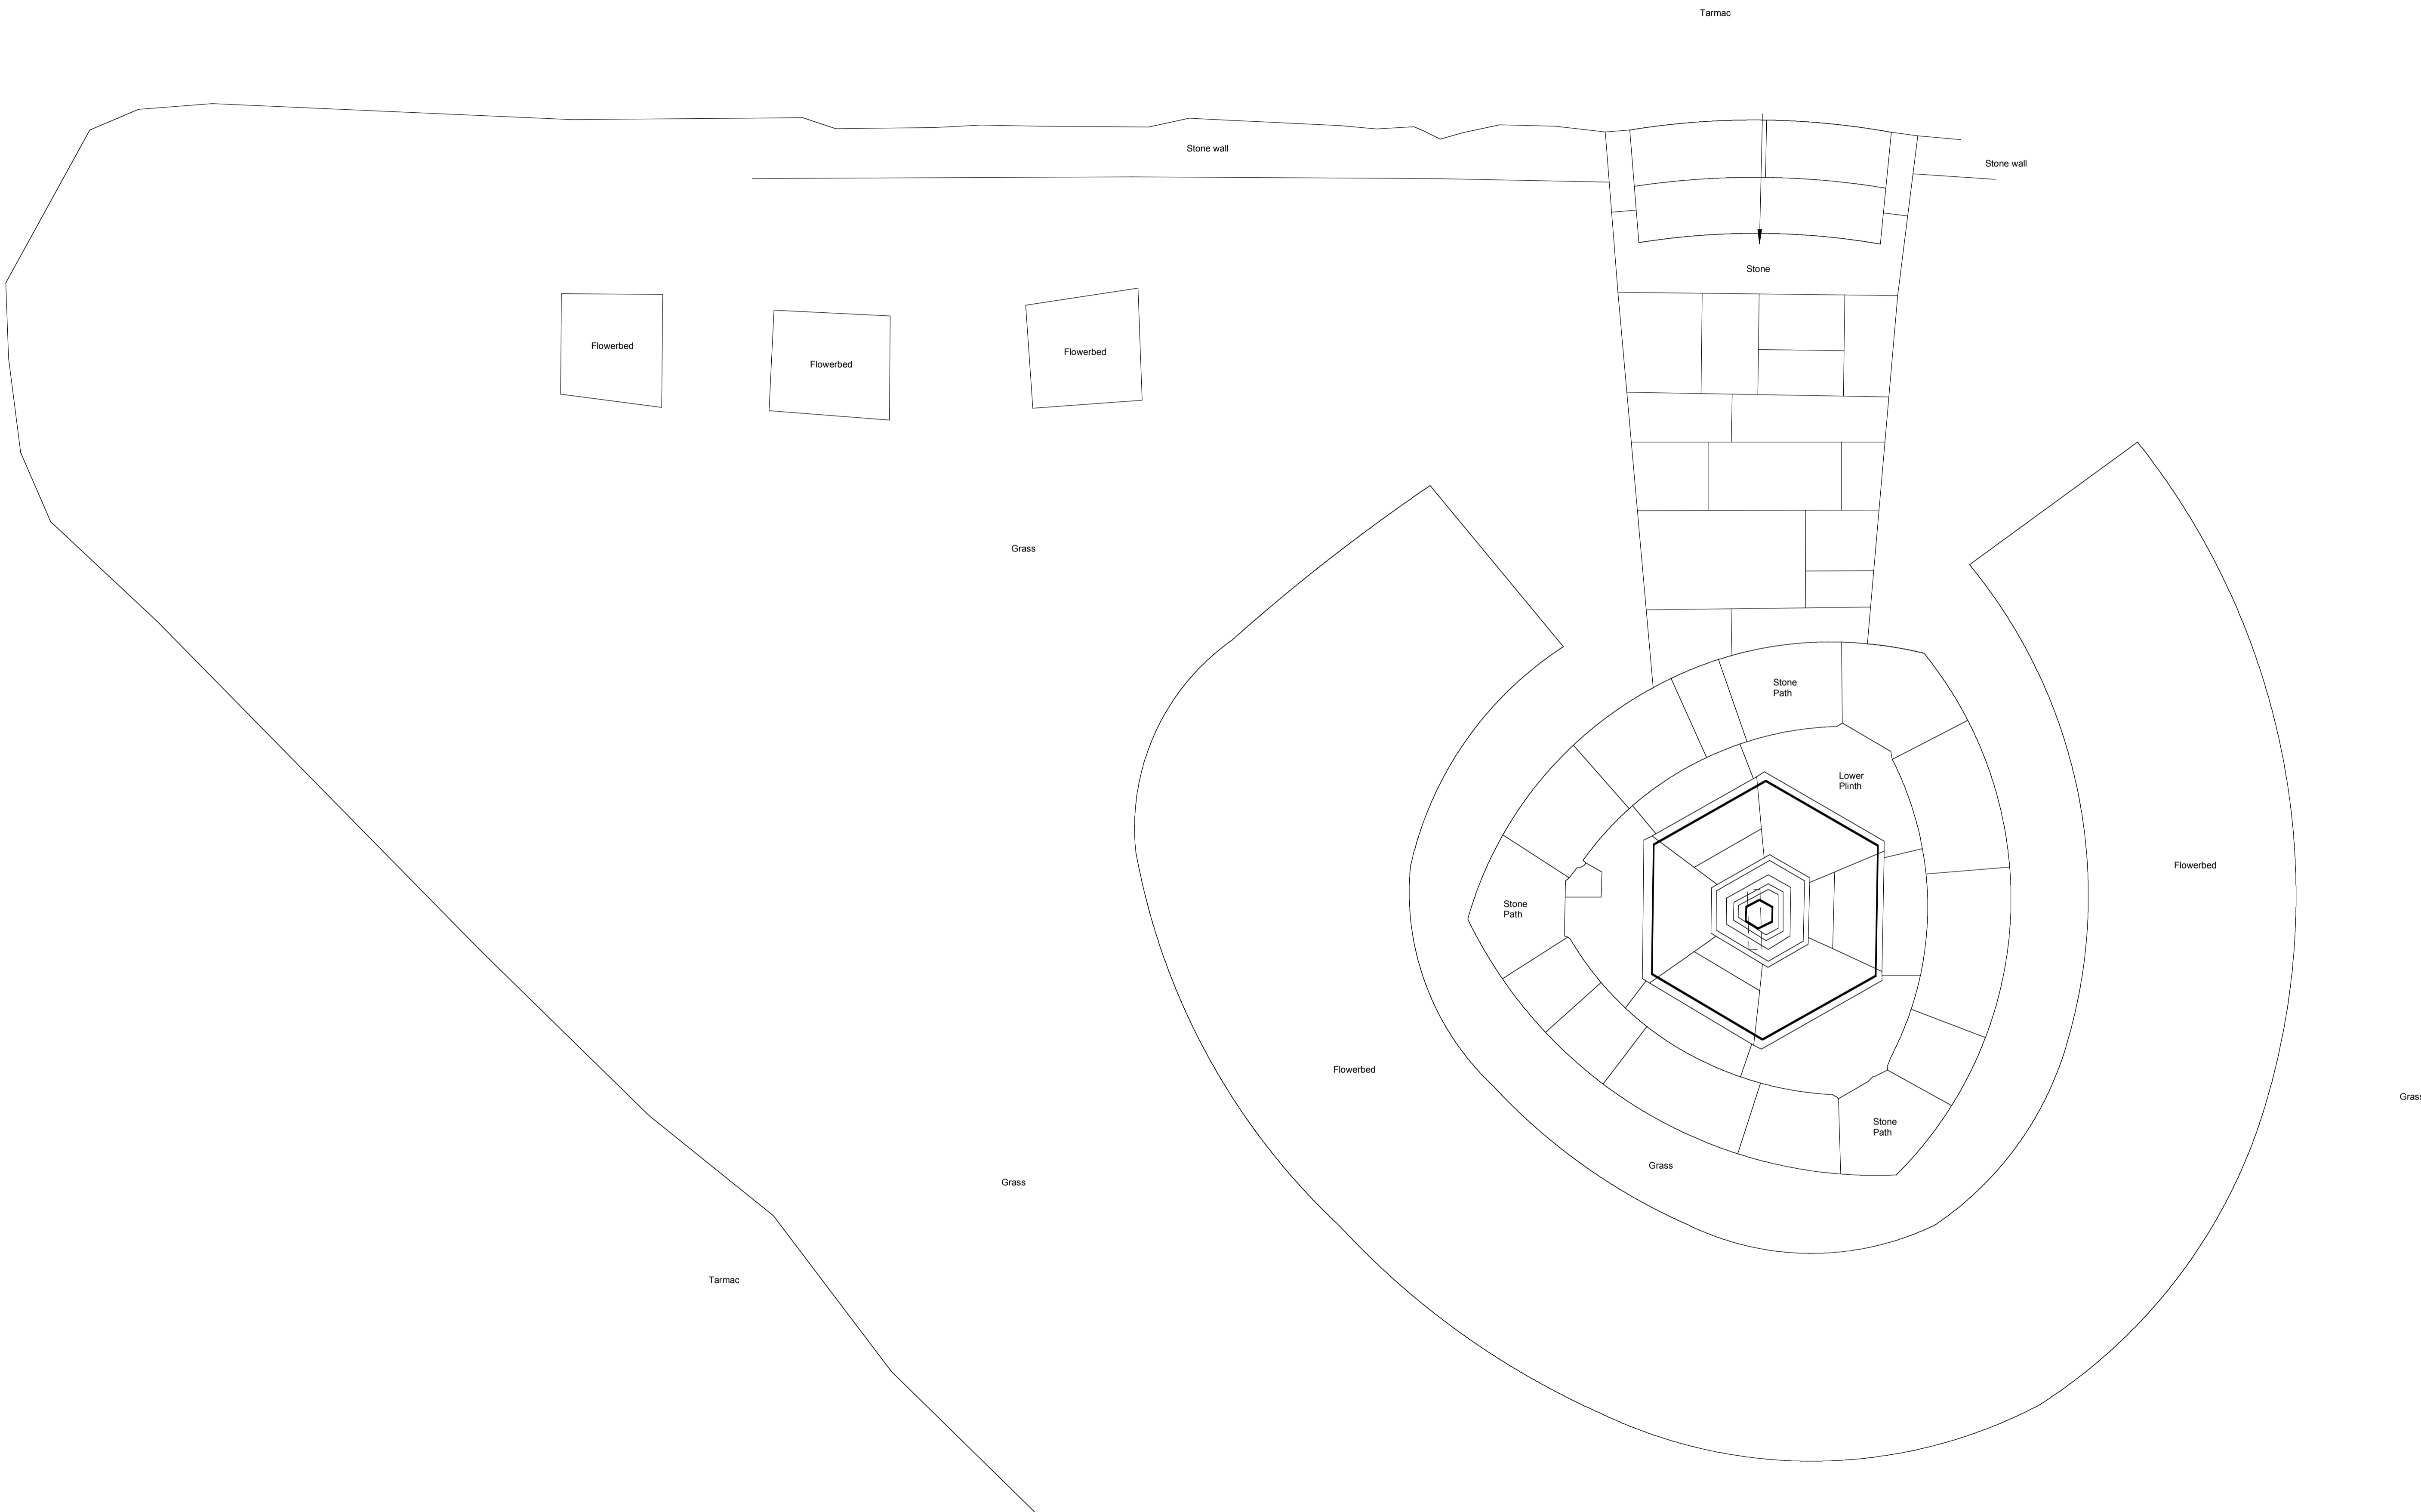 Tarmac
Stone wall
Stone wall
Stone
Flowerbed
Flowerbed
Flowerbed
Grass
Stone
Path
Lower
Plinth
Flowerbed
Stone
Path
Flowerbed
Grass
Stone
Path
Grass
Grass
Tarmac